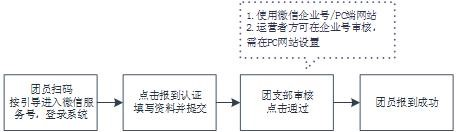 1. 使用微信企业号/PC端网站
2. 运营者方可在企业号审核，
需在PC网站设置
团员扫码
按引导进入微信服
务号，登录系统
点击报到认证
填写资料并提交
团支部审核
点击通过
团员报到成功